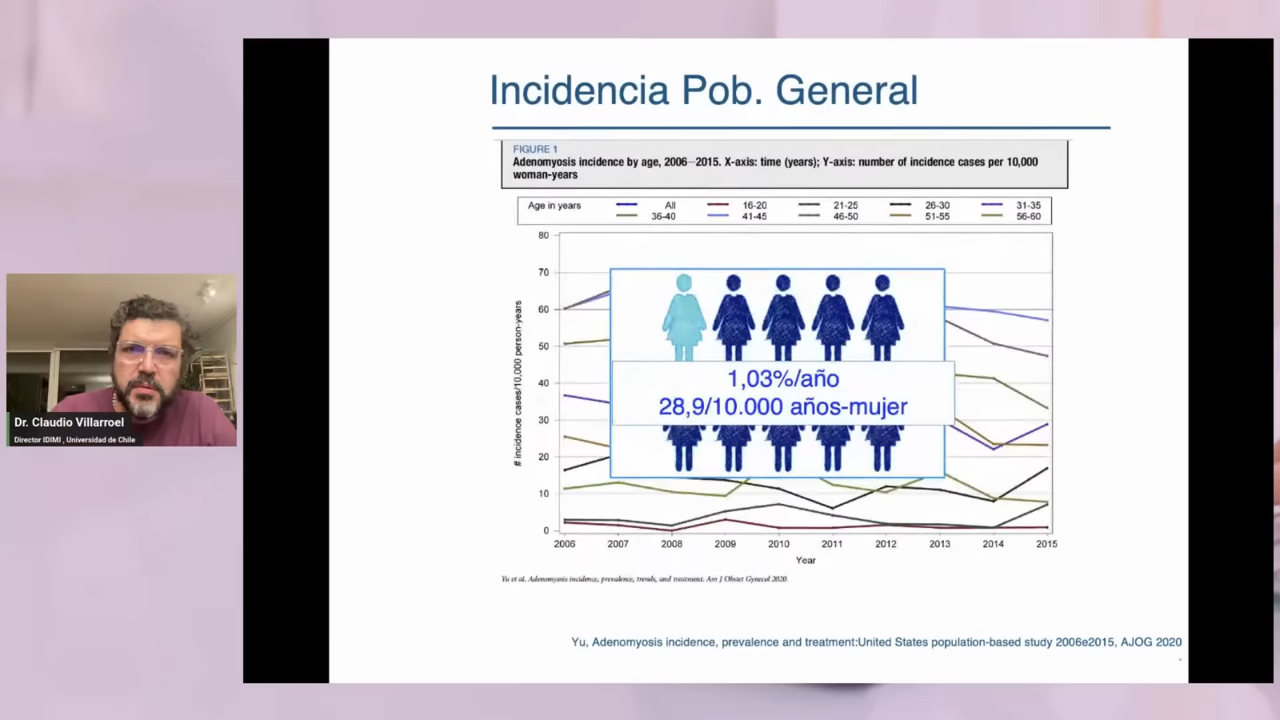 Incidencia Pob. General
FIGURE 1
Adenomyosis incidence by age, 2006—2015. X-axis: time (years); Y-axis: number of incidence cases per 10,000
woman-years
Age in years All 16-20 21-25 26-30 31-35
36-40 41-45 46-50 51-55 56-60
# incidence cases/10,000 person-years
80
70
60
50
40
30
20
10
0
1,03%/año
28,9/10.000 años-mujer
2006 2007 2008 2009 2010 2011 2012 2013 2014 2015
Year
Yu et al. Adenomyosis incidence, prevalence, trends, and treatment. Am J Obstet Gynecol 2020.
Yu, Adenomyosis incidence, prevalence and treatment:United States population-based study 2006e2015, AJOG 2020
.
Dr. Claudio Villarroel
Director IDIMI , Universidad de Chile